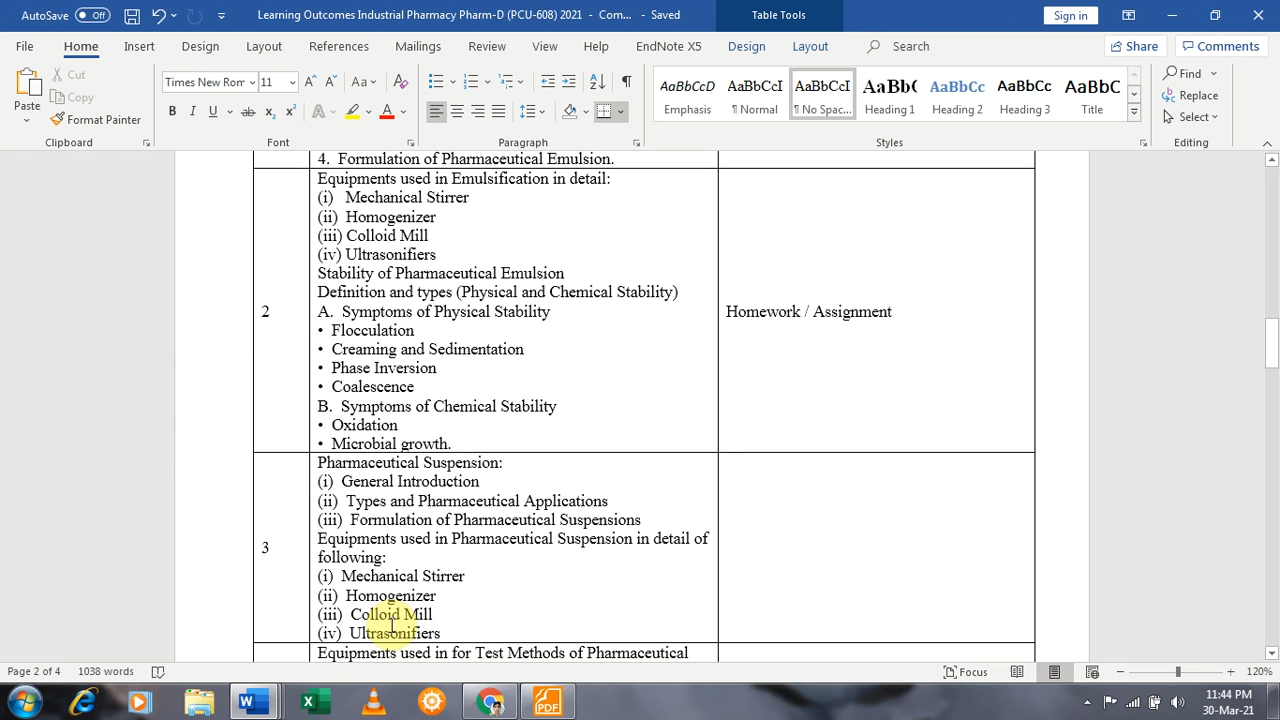 AutoSave Off Learning Outcomes Industrial Pharmacy Pharm-D (PCU-608) 2021 - Com... - Saved Table Tools Sign in
File Home Insert Design Layout References Mailings Review View Help EndNote X5 Design Layout Search Share Comments
Paste
Cut
Copy
Format Painter
Clipboard
Times New Rom 11
Font
Paragraph
AaBbCcD AaBbCcI AaBbCcI AaBb( AaBbCcI AaBbCcI AaBbC
Emphasis ¶ Normal ¶ No Spac... Heading 1 Heading 2 Heading 3 Title
Styles
Find
Replace
Select
Editing
4. Formulation of Pharmaceutical Emulsion.
2
Equipments used in Emulsification in detail:
(i) Mechanical Stirrer
(ii) Homogenizer
(iii) Colloid Mill
(iv) Ultrasonifiers
Stability of Pharmaceutical Emulsion
Definition and types (Physical and Chemical Stability)
A. Symptoms of Physical Stability
• Flocculation
• Creaming and Sedimentation
• Phase Inversion
• Coalescence
B. Symptoms of Chemical Stability
• Oxidation
• Microbial growth.
Homework / Assignment
3
Pharmaceutical Suspension:
(i) General Introduction
(ii) Types and Pharmaceutical Applications
(iii) Formulation of Pharmaceutical Suspensions
Equipments used in Pharmaceutical Suspension in detail of
following:
(i) Mechanical Stirrer
(ii) Homogenizer
(iii) Colloid Mill
(iv) Ultrasonifiers
Equipments used in for Test Methods of Pharmaceutical
Page 2 of 4 1038 words Focus 120%
11:44 PM
30-Mar-21